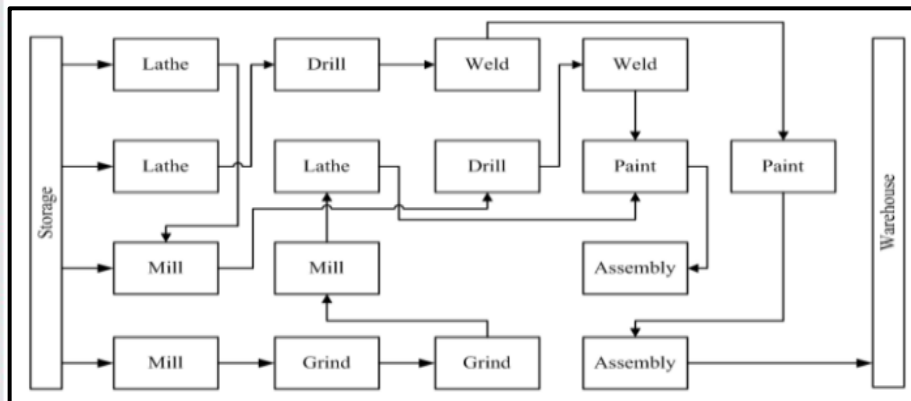 Storage
Lathe
Drill
Weld
Weld
Lathe
Lathe
Drill
Paint
Paint
Mill
Mill
Assembly
Mill
Grind
Grind
Assembly
Warehouse